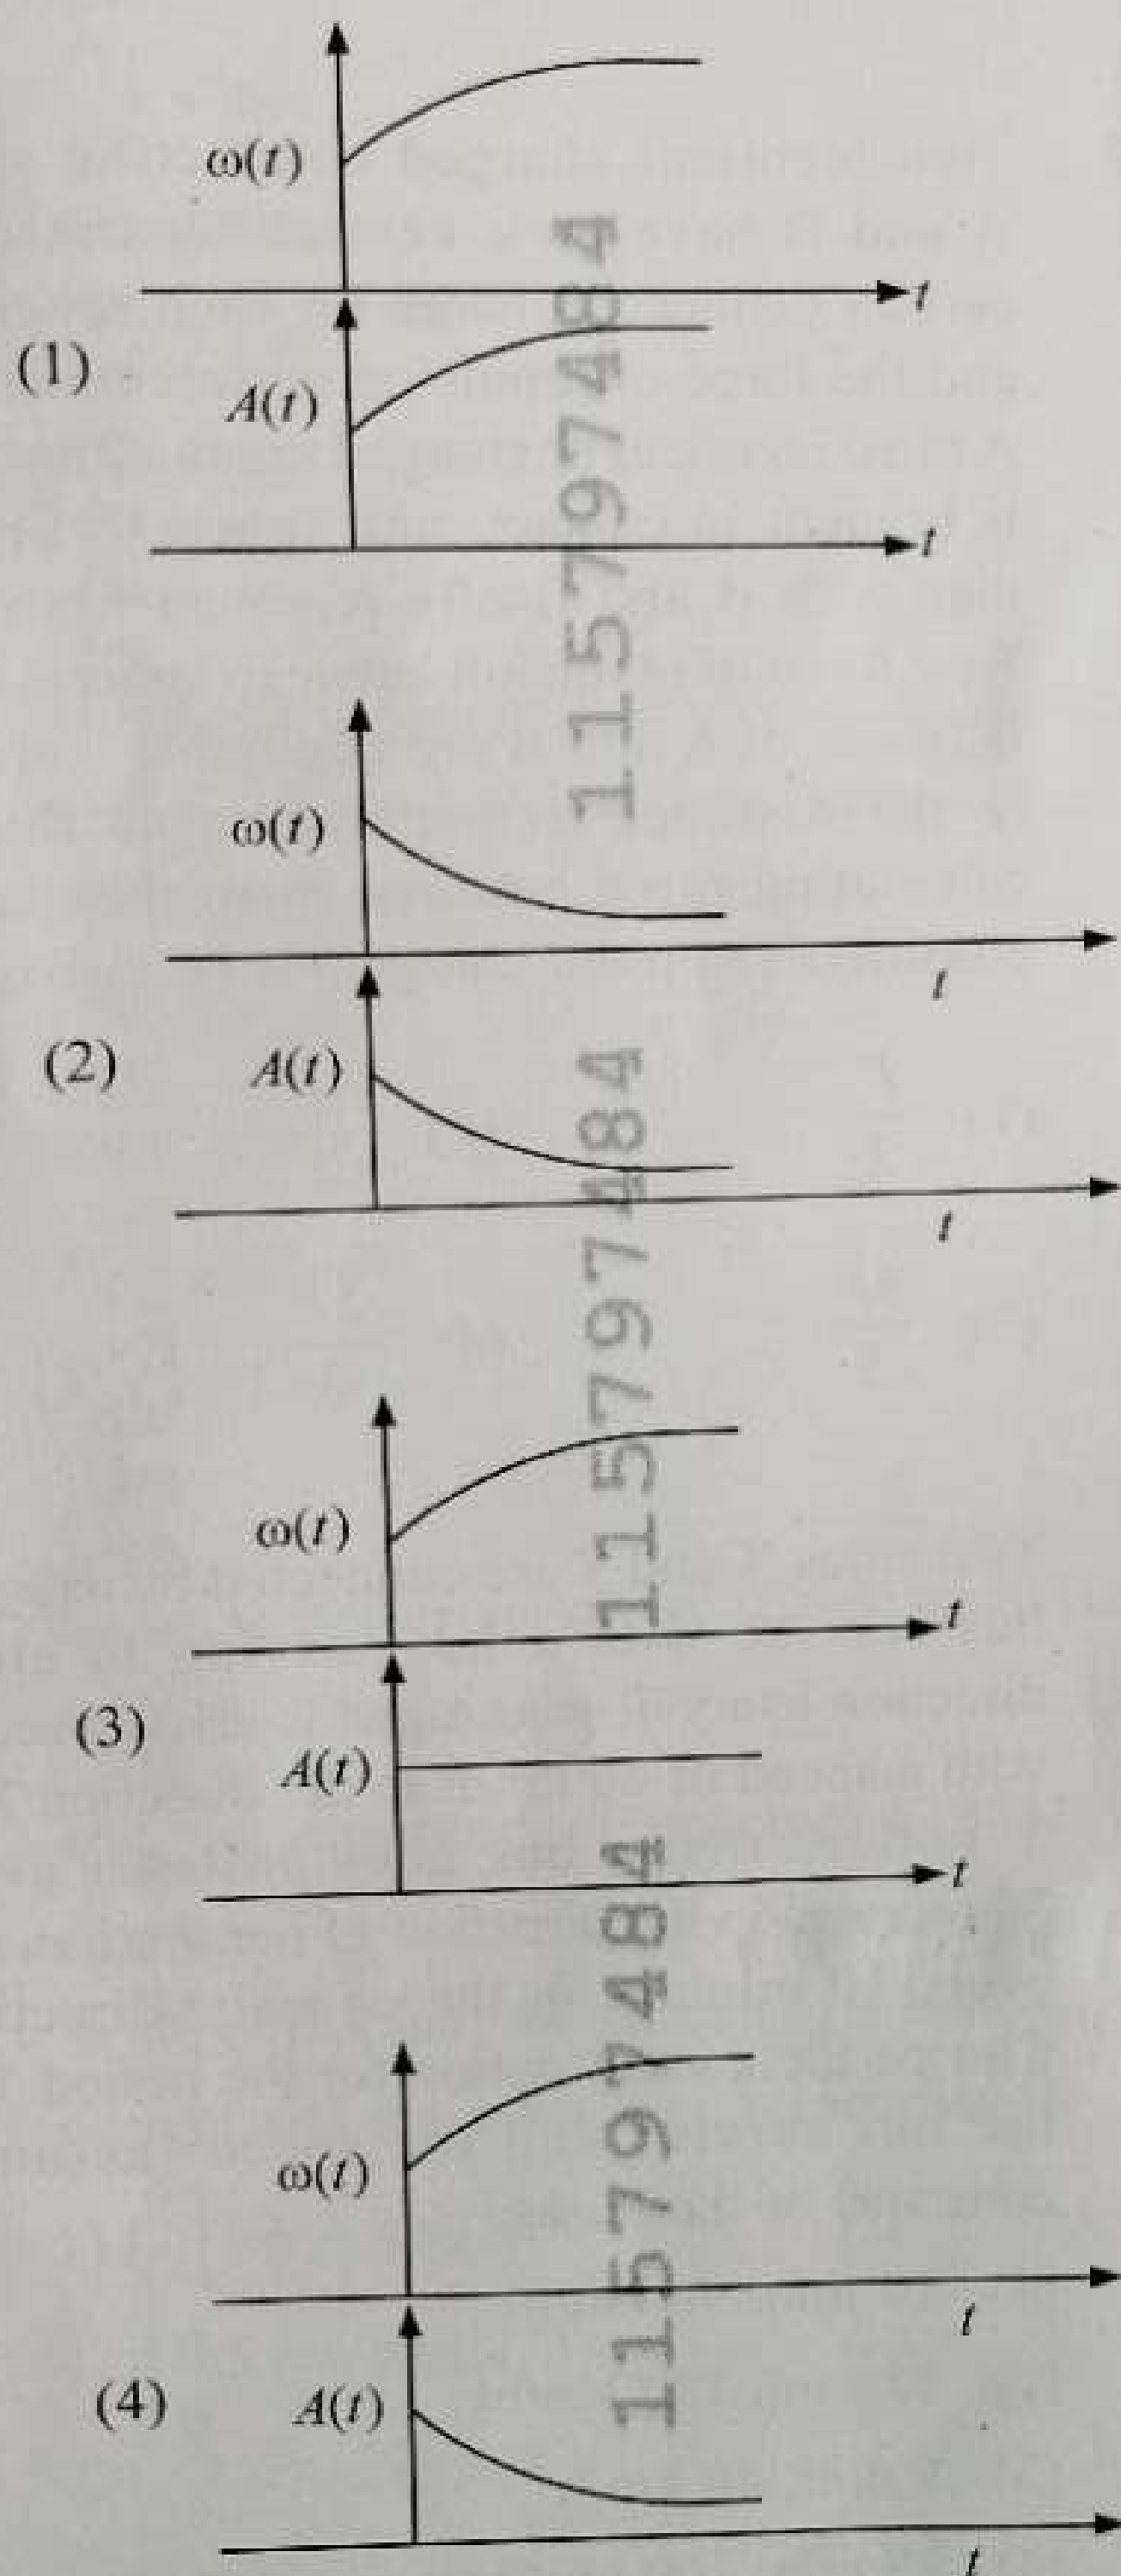 ω(t)
t
(1)
A(t)
t
ω(t)
t
(2)
A(t)
t
ω(t)
t
(3)
A(t)
t
ω(t)
t
(4)
A(t)
t
115797484
115797484
115797484
115797484